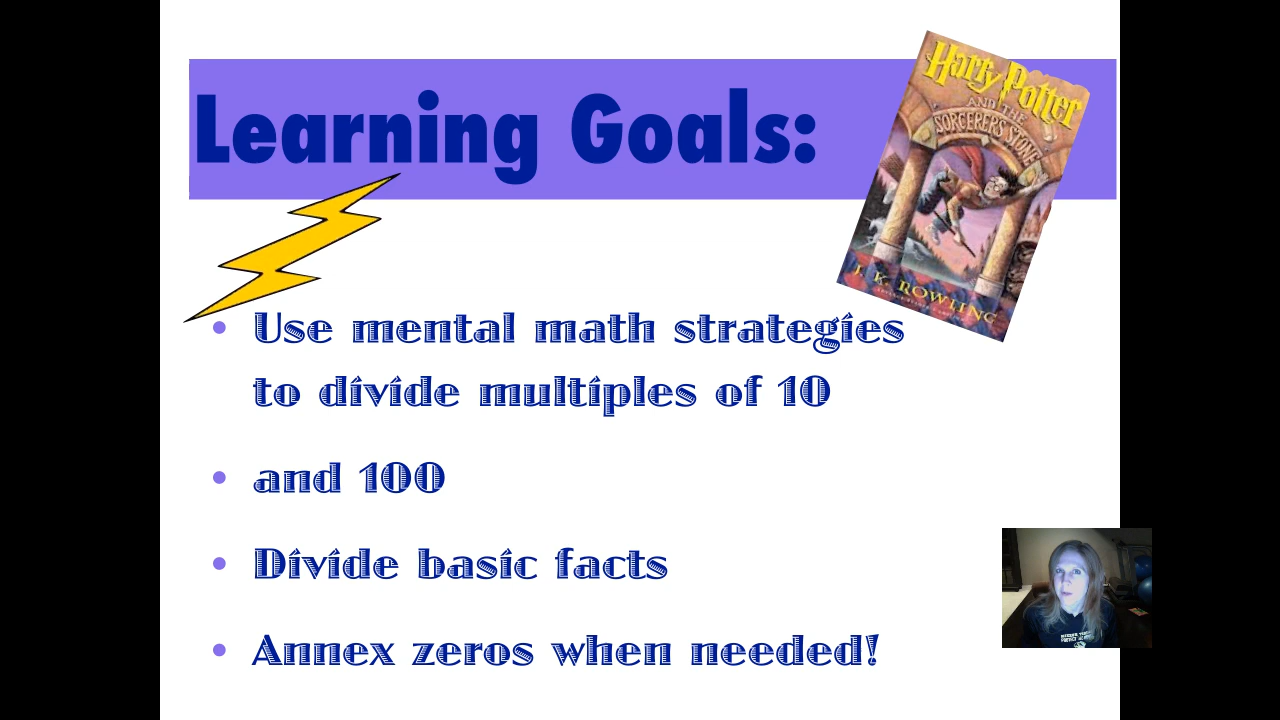 Learning Goals:
Harry Potter
AND THE
SORCERER'S STONE
J. K. ROWLING
• Use mental math strategies
to divide multiples of 10
• and 100
• Divide basic facts
• Annex zeros when needed!